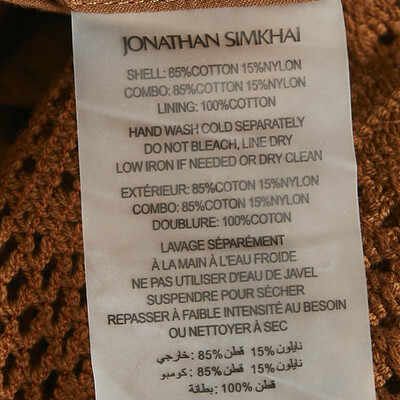 JONATHAN SIMKHAI
SHELL: 85%COTTON 15%NYLON
COMBO: 85%COTTON 15%NYLON
LINING: 100%COTTON
HAND WASH COLD SEPARATELY
DO NOT BLEACH, LINE DRY
LOW IRON IF NEEDED OR DRY CLEAN
EXTÉRIEUR: 85%COTON 15%NYLON
COMBO: 85%COTON 15%NYLON
DOUBLURE: 100%COTON
LAVAGE SÉPARÉMENT
À LA MAIN À L'EAU FROIDE
NE PAS UTILISER D'EAU DE JAVEL
SUSPENDRE POUR SÉCHER
REPASSER À FAIBLE INTENSITÉ AU BESOIN
OU NETTOYER À SEC
خارجي: 85% قطن 15% نايلون
كومبو: 85% قطن 15% نايلون
بطانة: 100% قطن